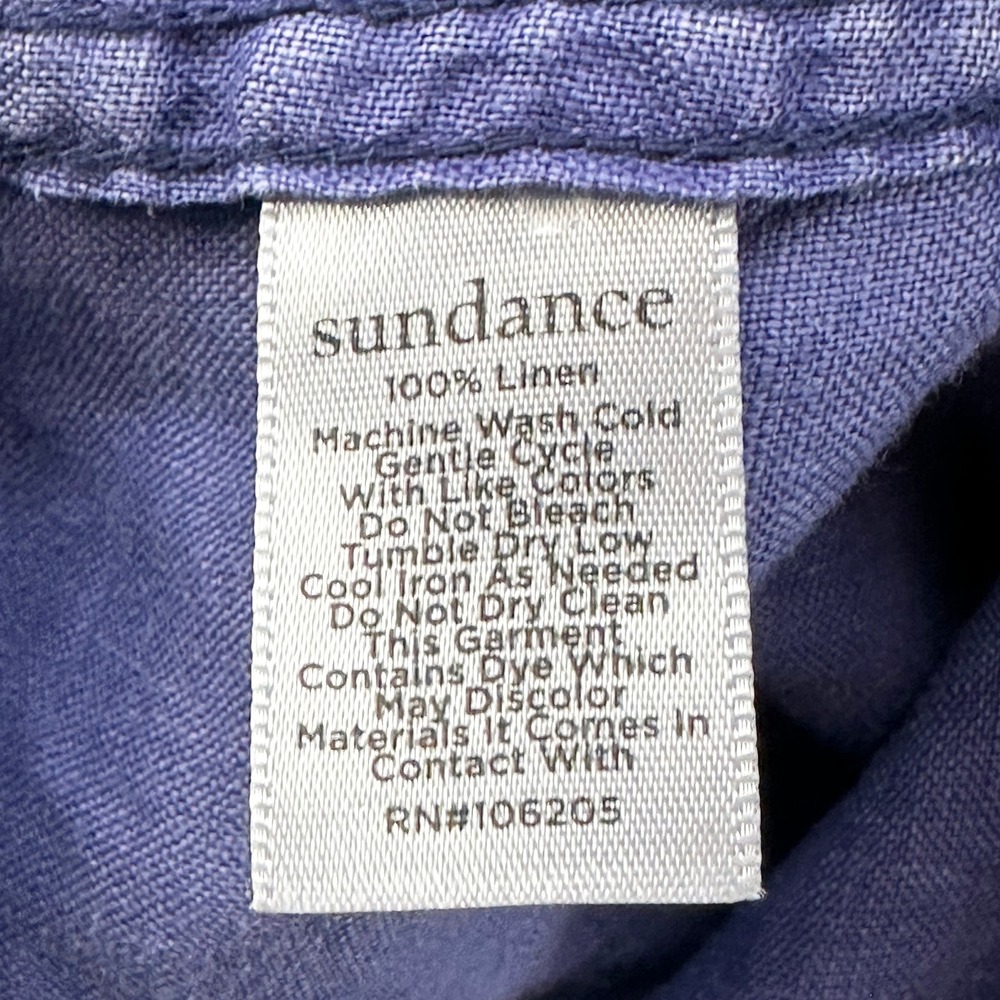 sundance
100% Linen
Machine Wash Cold
Gentle Cycle
With Like Colors
Do Not Bleach
Tumble Dry Low
Cool Iron As Needed
Do Not Dry Clean
This Garment
Contains Dye Which
May Discolor
Materials It Comes In
Contact With
RN#106205